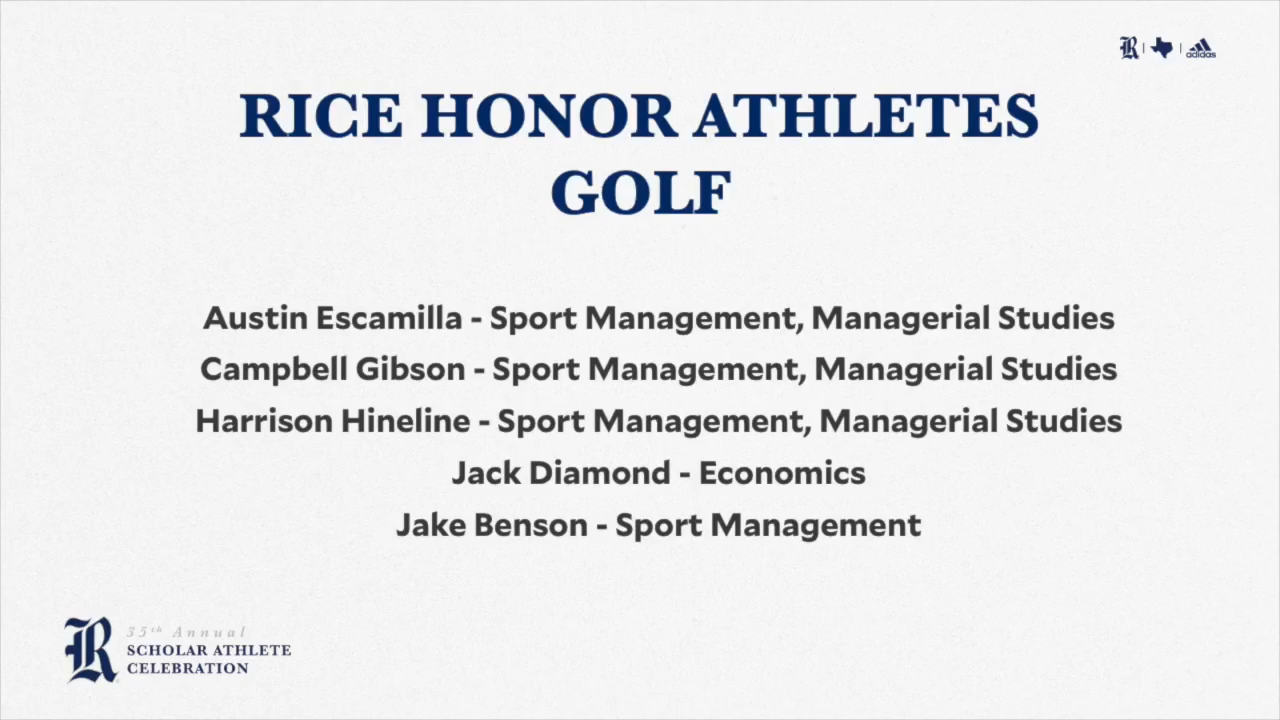 R | | adidas
RICE HONOR ATHLETES
GOLF
Austin Escamilla - Sport Management, Managerial Studies
Campbell Gibson - Sport Management, Managerial Studies
Harrison Hineline - Sport Management, Managerial Studies
Jack Diamond - Economics
Jake Benson - Sport Management
R
35th Annual
SCHOLAR ATHLETE
CELEBRATION